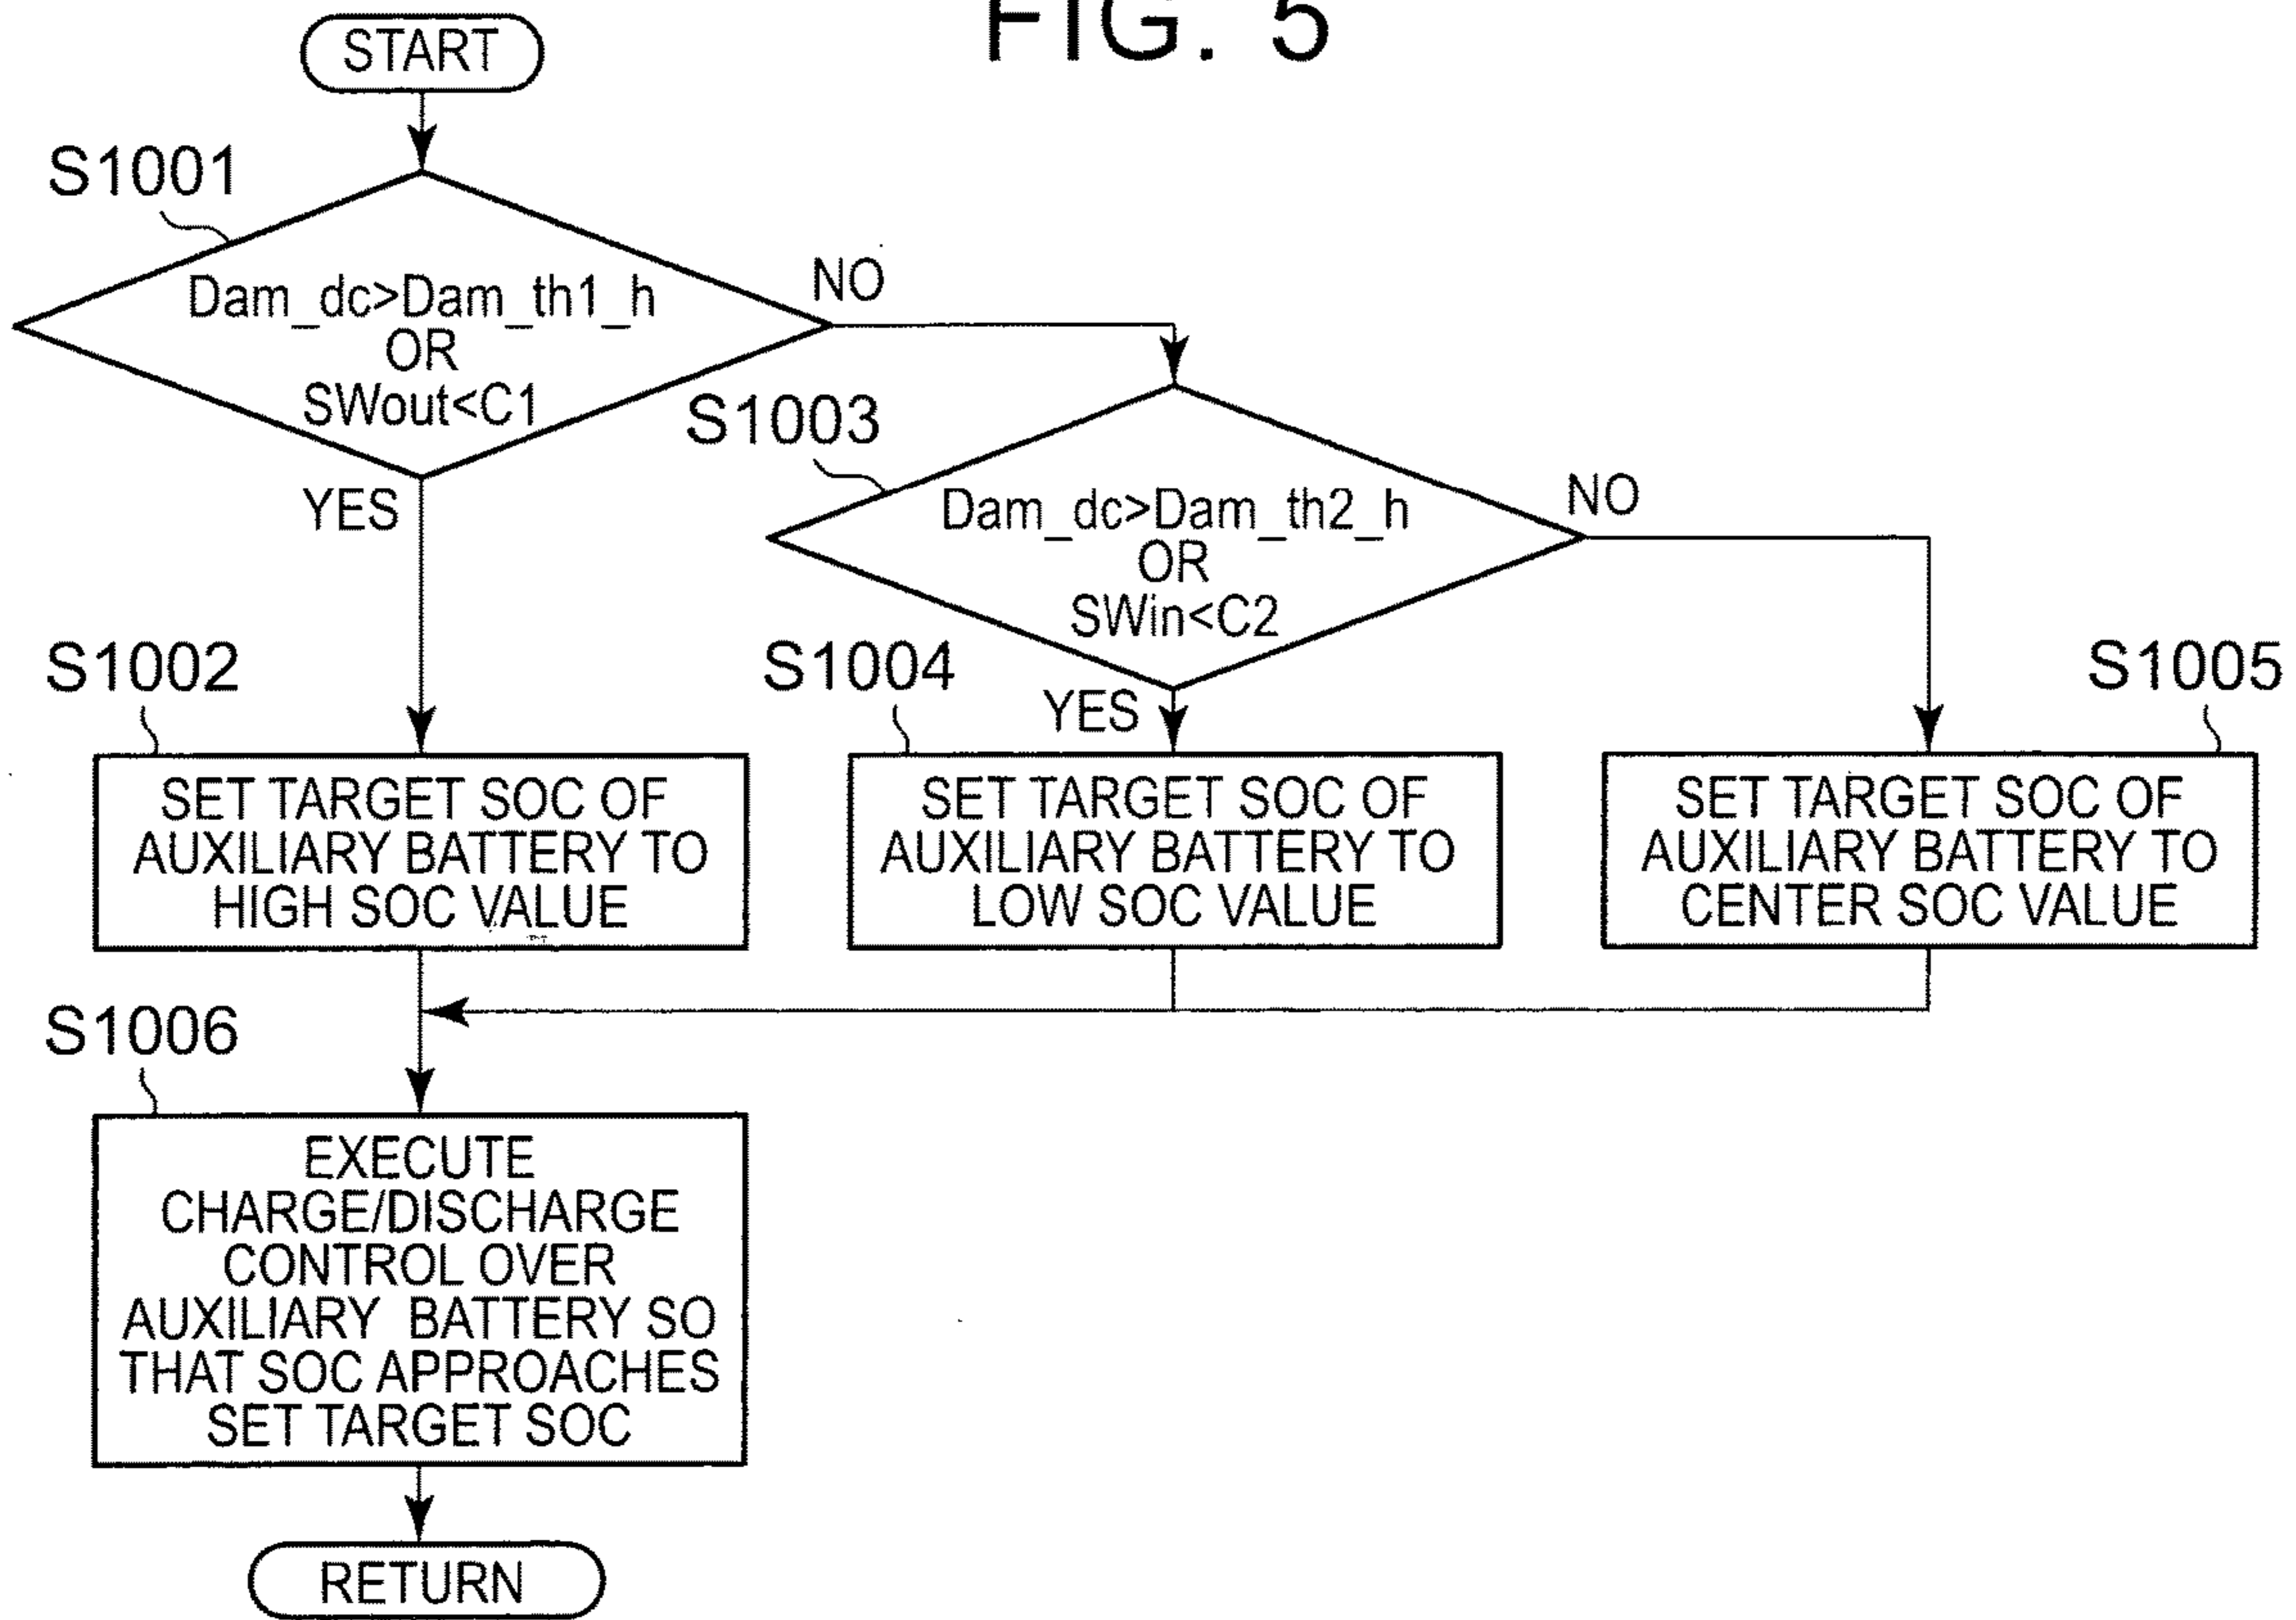 FIG. 5
START
S1001
Dam_dc>Dam_th1_h
OR
SWout<C1
NO
YES
S1003
Dam_dc>Dam_th2_h
OR
SWin<C2
NO
YES
S1002
SET TARGET SOC OF
AUXILIARY BATTERY TO
HIGH SOC VALUE
S1004
SET TARGET SOC OF
AUXILIARY BATTERY TO
LOW SOC VALUE
S1005
SET TARGET SOC OF
AUXILIARY BATTERY TO
CENTER SOC VALUE
S1006
EXECUTE
CHARGE/DISCHARGE
CONTROL OVER
AUXILIARY BATTERY SO
THAT SOC APPROACHES
SET TARGET SOC
RETURN